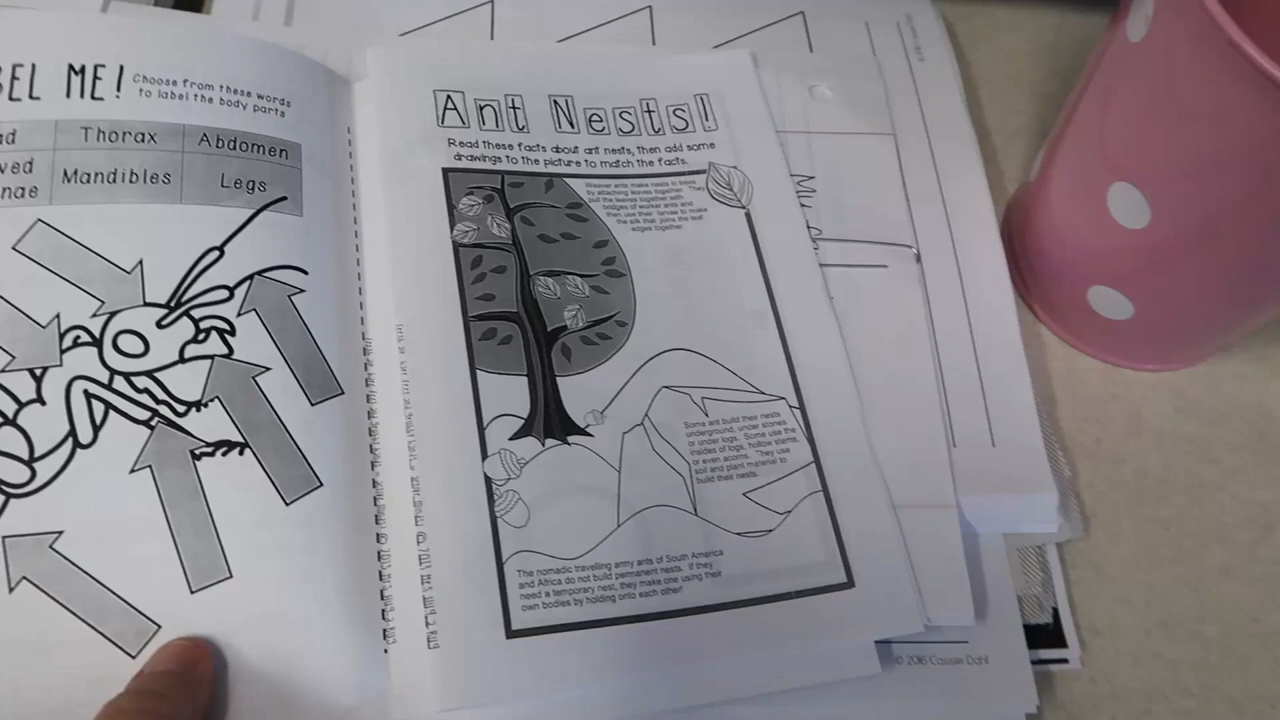 BEL ME!
Choose from these words
to label the body parts
Thorax
Abdomen
Mandibles
Legs
Ant Nests!
Read these facts about ant nests, then add some
drawings to the picture to match the facts.
Weaver ants make nests in trees
by attaching leaves together. They
pull the leaves together with
bridges of worker ants and
then use their larvae to make
the silk that joins the leaf
edges together
Some ant build their nests
underground, under stones
or under logs. Some use the
insides of logs, hollow stems,
or even acorns. They use
soil and plant material to
build their nests.
The nomadic travelling army ants of South America
and Africa do not build permanent nests. If they
need a temporary nest, they make one using their
own bodies by holding onto each other!
© 2016 Cassie Dahl